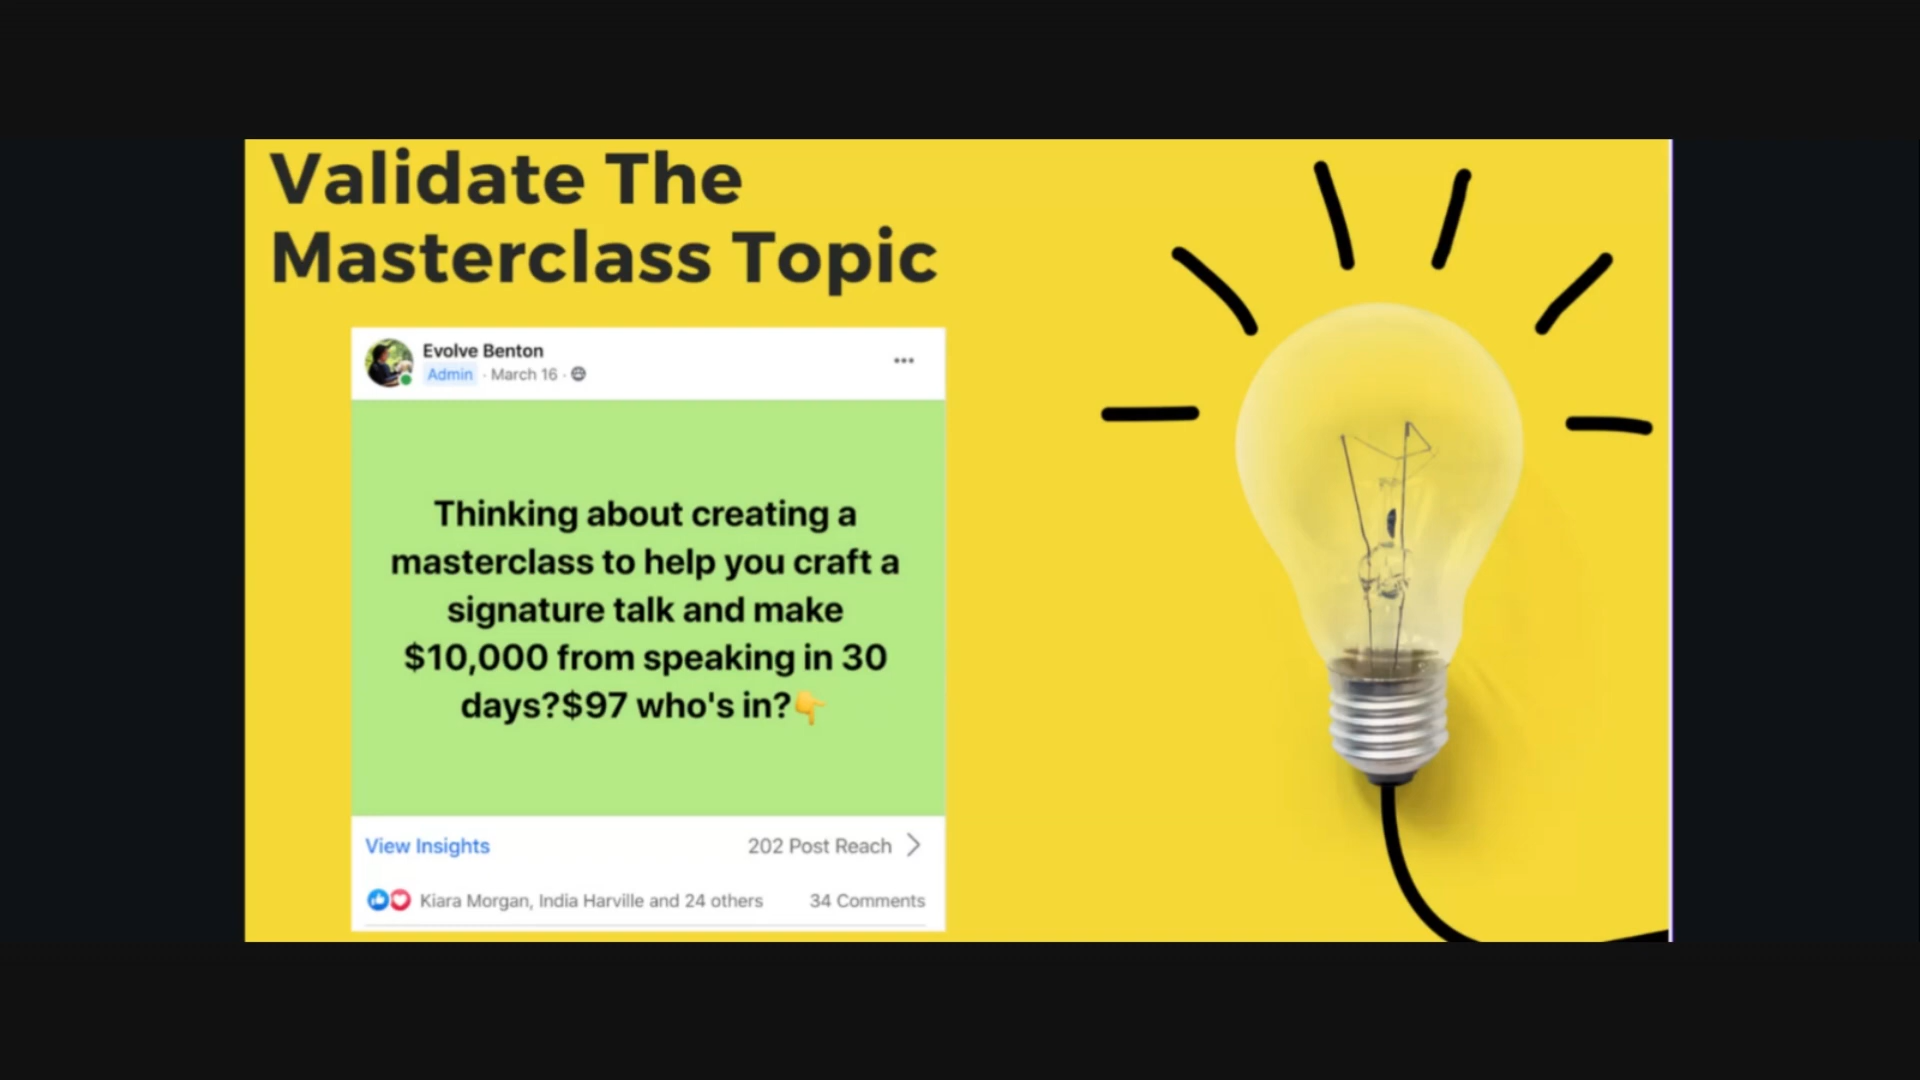 Validate The
Masterclass Topic
Evolve Benton
Admin · March 16 ·
Thinking about creating a
masterclass to help you craft a
signature talk and make
$10,000 from speaking in 30
days?$97 who's in?👇
View Insights
202 Post Reach
Kiara Morgan, India Harville and 24 others
34 Comments